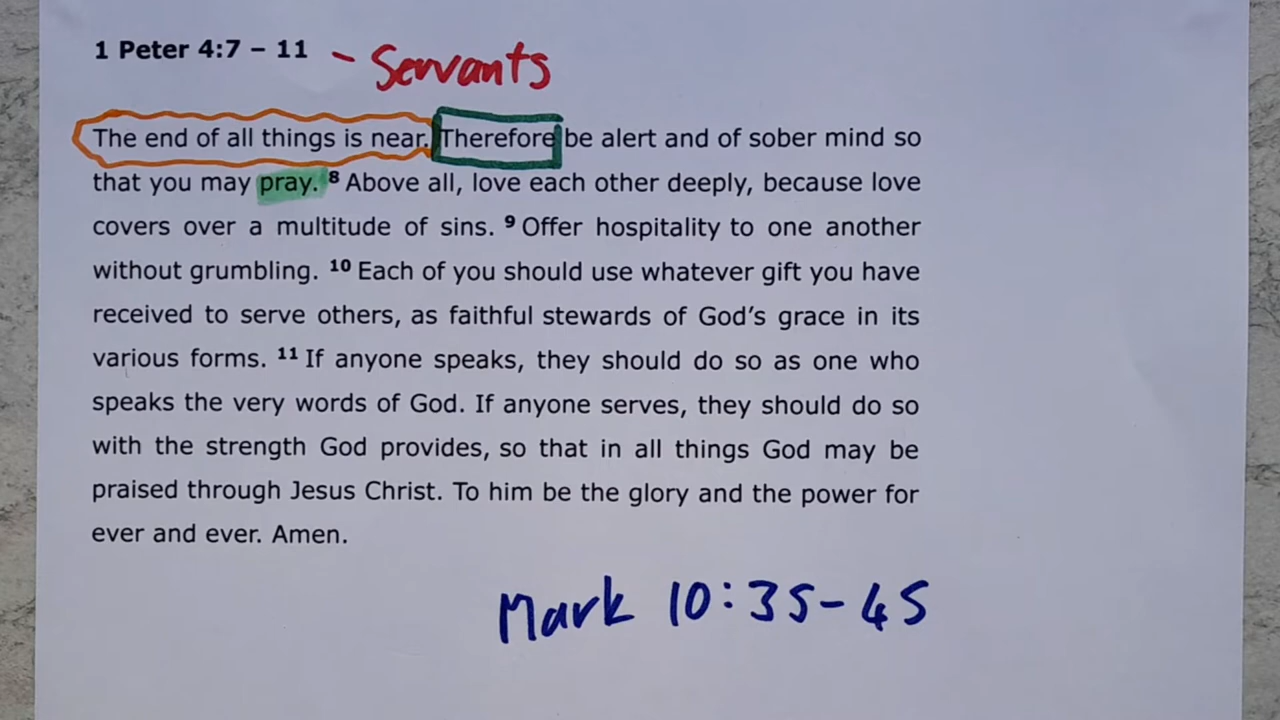 1 Peter 4:7 – 11 - Servants
The end of all things is near. Therefore be alert and of sober mind so
that you may pray. 8 Above all, love each other deeply, because love
covers over a multitude of sins. 9 Offer hospitality to one another
without grumbling. 10 Each of you should use whatever gift you have
received to serve others, as faithful stewards of God’s grace in its
various forms. 11 If anyone speaks, they should do so as one who
speaks the very words of God. If anyone serves, they should do so
with the strength God provides, so that in all things God may be
praised through Jesus Christ. To him be the glory and the power for
ever and ever. Amen.
Mark 10:35-45